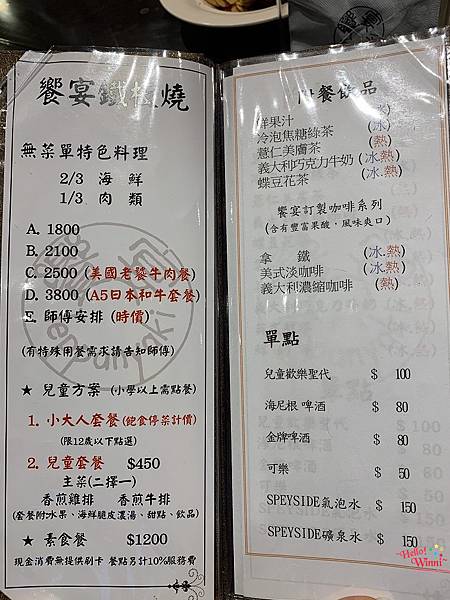 饗宴鐵板燒
無菜單特色料理
2/3 海 鮮
1/3 肉 類
A. 1800
B. 2100
C. 2500 (美國老饕牛肉餐)
D. 3800 (A5日本和牛套餐)
E. 師傅安排 (時價)
(有特殊用餐需求請告知師傅)
★ 兒童方案 (小學以上需點餐)
1. 小大人套餐(飽食停菜計價)
(限12歲以下點選)
2. 兒童套餐 $450
主菜(二擇一)
香煎雞排 香煎牛排
(套餐附水果、海鮮脆皮濃湯、甜點、飲品)
★ 素食餐 $1200
現金消費無提供刷卡 餐點另計10%服務費
附餐飲品
鮮果汁 (冰)
冷泡焦糖綠茶 (冰)
薏仁美膚茶 (熱)
義大利巧克力牛奶 (冰.熱)
蝶豆花茶 (冰.熱)
饗宴訂製咖啡系列
(含有豐富果酸，風味爽口)
拿 鐵 (冰.熱)
美式淡咖啡 (冰.熱)
義大利濃縮咖啡 (熱)
單點
兒童歡樂聖代 $ 100
海尼根 啤酒 $ 80
金牌啤酒 $ 80
可樂 $ 50
SPEYSIDE氣泡水 $ 150
SPEYSIDE礦泉水 $ 150
Hello!
Winni